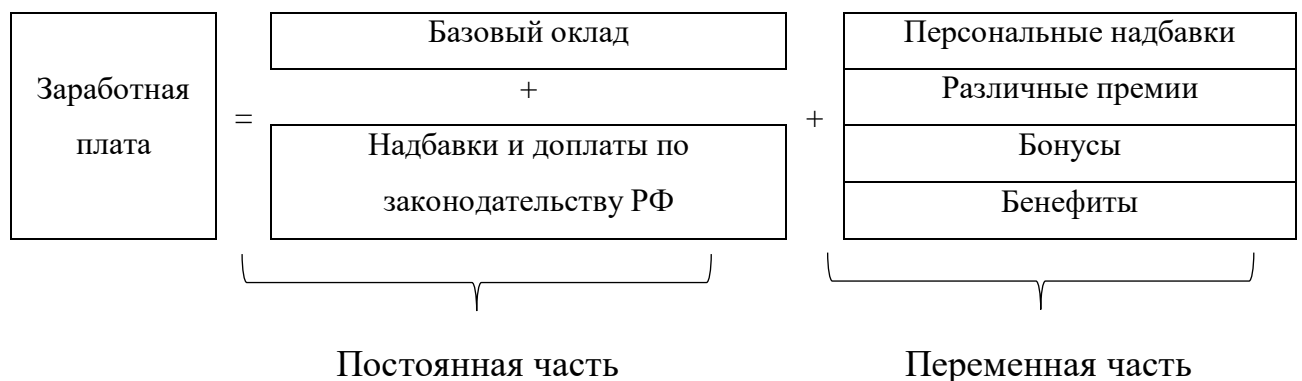 Заработная
плата
=
Базовый оклад
+
Надбавки и доплаты по
законодательству РФ
+
Персональные надбавки
Различные премии
Бонусы
Бенефиты
Постоянная часть
Переменная часть